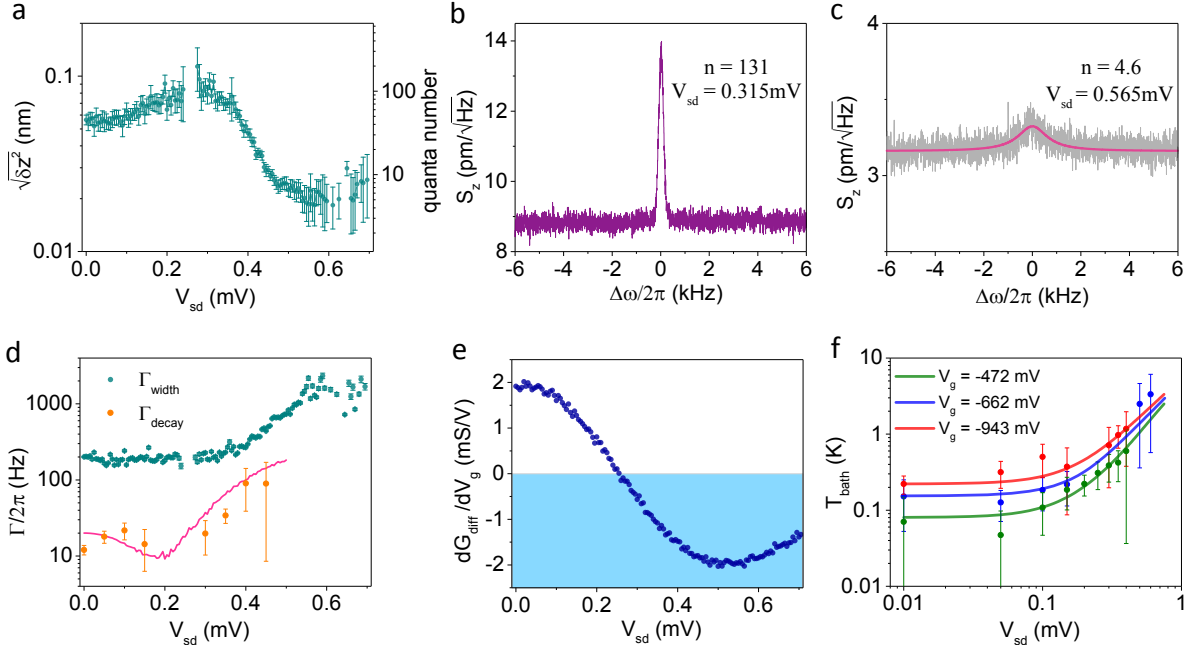 a
0.1
0.01
√δz² (nm)
100
10
quanta number
0.0 0.2 0.4 0.6
V_sd (mV)
b
14
12
10
8
S_z (pm/√Hz)
n = 131
V_sd = 0.315mV
-6 -4 -2 0 2 4 6
Δω/2π (kHz)
c
4
3
S_z (pm/√Hz)
n = 4.6
V_sd = 0.565mV
-6 -4 -2 0 2 4 6
Δω/2π (kHz)
d
1000
100
10
Γ/2π (Hz)
Γ_width
Γ_decay
0.0 0.2 0.4 0.6
V_sd (mV)
e
2
1
0
-1
-2
dG_diff/dV_g (mS/V)
0.0 0.2 0.4 0.6
V_sd (mV)
f
10
1
0.1
0.01
T_bath (K)
V_g = -472 mV
V_g = -662 mV
V_g = -943 mV
0.01 0.1 1
V_sd (mV)